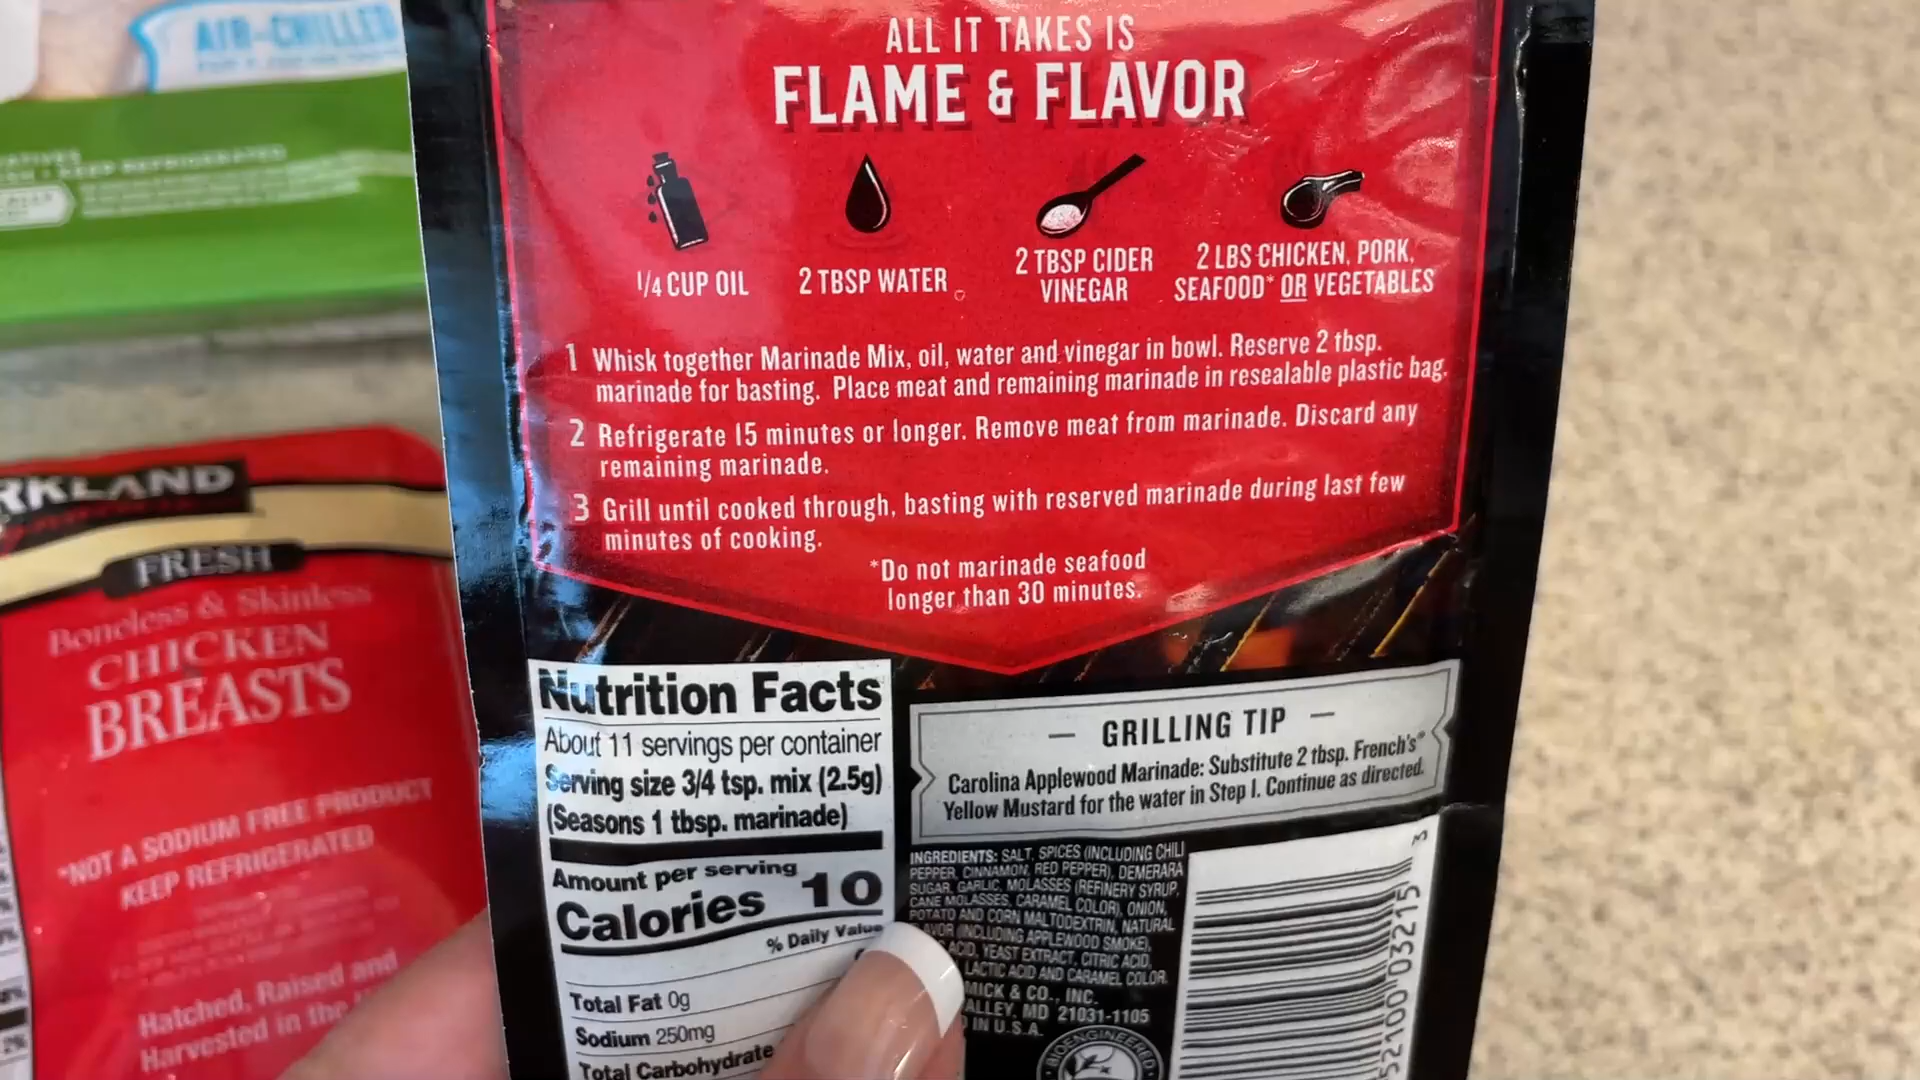 AIR-CHILLED
KEEP REFRIGERATED
ALL IT TAKES IS
FLAME & FLAVOR
1/4 CUP OIL
2 TBSP WATER
2 TBSP CIDER
VINEGAR
2 LBS CHICKEN, PORK,
SEAFOOD* OR VEGETABLES
1 Whisk together Marinade Mix, oil, water and vinegar in bowl. Reserve 2 tbsp.
marinade for basting. Place meat and remaining marinade in resealable plastic bag.
2 Refrigerate 15 minutes or longer. Remove meat from marinade. Discard any
remaining marinade.
3 Grill until cooked through, basting with reserved marinade during last few
minutes of cooking.
*Do not marinade seafood
longer than 30 minutes.
RKLAND
FRESH
Boneless & Skinless
CHICKEN
BREASTS
*NOT A SODIUM FREE PRODUCT
KEEP REFRIGERATED
Hatched, Raised and
Harvested in the
Nutrition Facts
About 11 servings per container
Serving size 3/4 tsp. mix (2.5g)
(Seasons 1 tbsp. marinade)
Amount per serving
Calories 10
% Daily Value
Total Fat 0g
Sodium 250mg
Total Carbohydrate
GRILLING TIP
Carolina Applewood Marinade: Substitute 2 tbsp. French's®
Yellow Mustard for the water in Step 1. Continue as directed.
INGREDIENTS: SALT, SPICES (INCLUDING CHILI
PEPPER, CINNAMON, RED PEPPER), DEMERARA
SUGAR, GARLIC, MOLASSES (REFINERY SYRUP,
CANE MOLASSES, CARAMEL COLOR), ONION,
POTATO AND CORN MALTODEXTRIN, NATURAL
AVOR (INCLUDING APPLEWOOD SMOKE),
ACID, YEAST EXTRACT, CITRIC ACID,
LACTIC ACID AND CARAMEL COLOR.
MICK & CO., INC.
ALLEY, MD 21031-1105
IN U.S.A.
BIOENGINEERED
52100 03215 3